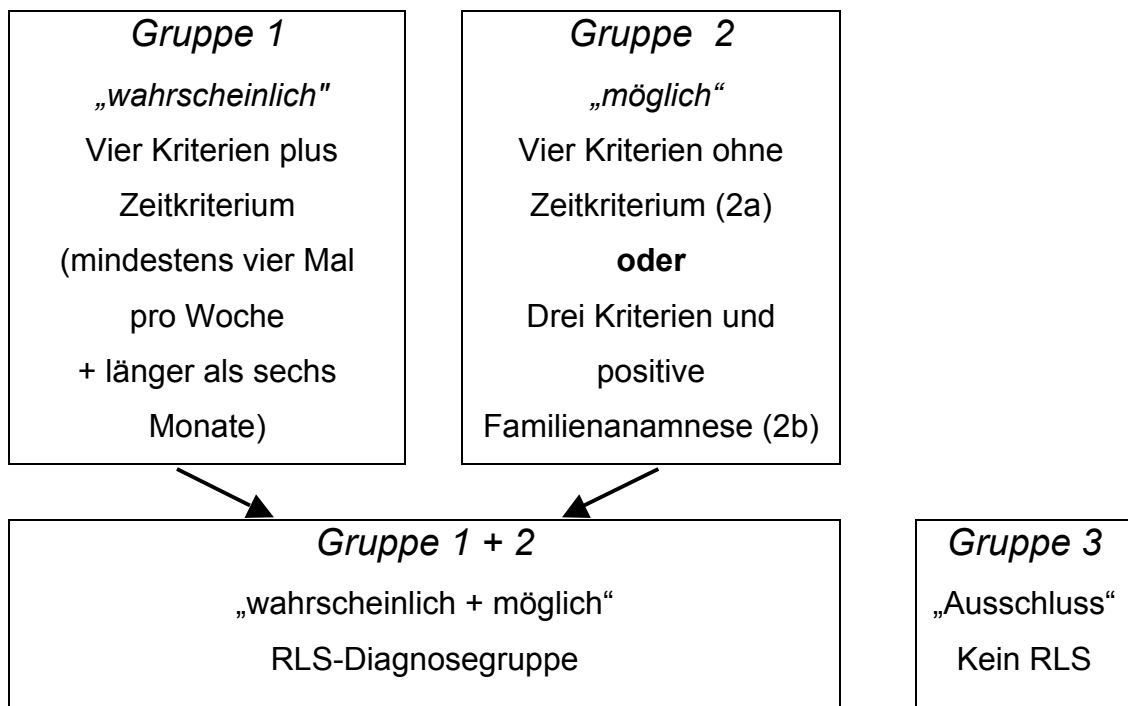 Gruppe 1
„wahrscheinlich"
Vier Kriterien plus
Zeitkriterium
(mindestens vier Mal
pro Woche
+ länger als sechs
Monate)
Gruppe 2
„möglich“
Vier Kriterien ohne
Zeitkriterium (2a)
oder
Drei Kriterien und
positive
Familienanamnese (2b)
Gruppe 1 + 2
„wahrscheinlich + möglich“
RLS-Diagnosegruppe
Gruppe 3
„Ausschluss“
Kein RLS